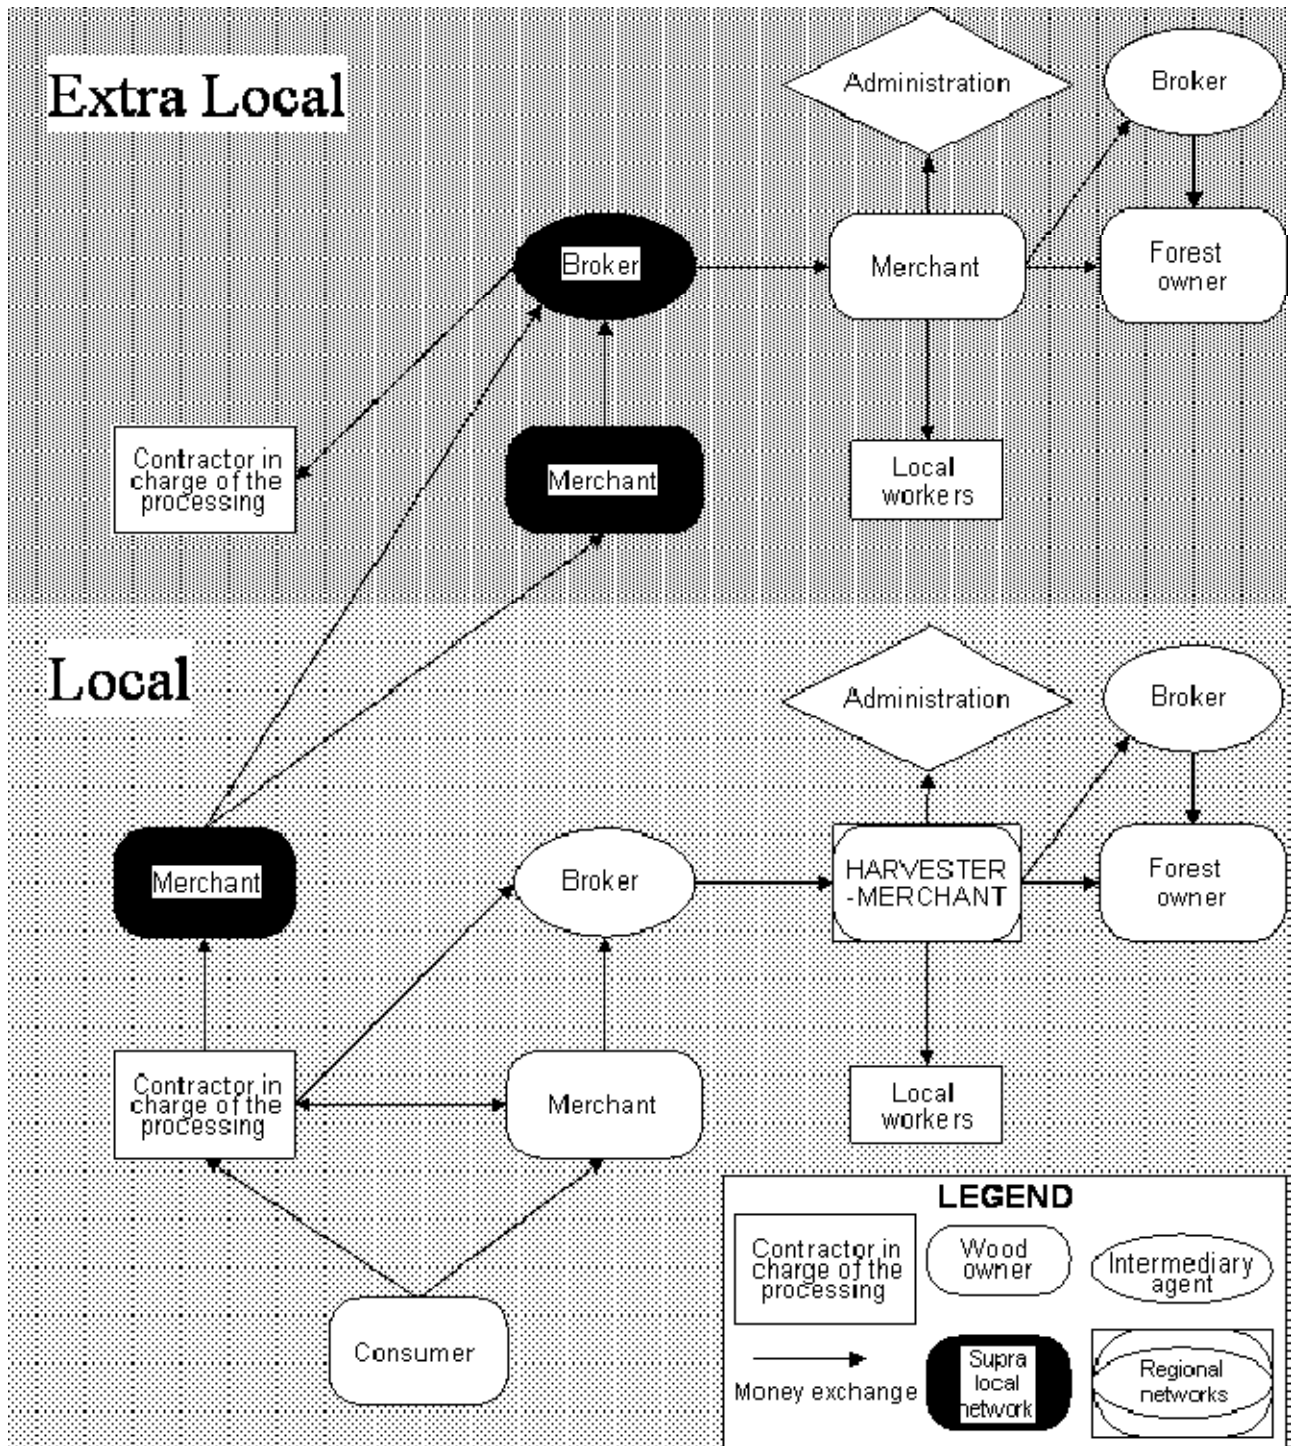 Extra Local
Administration
Broker
Broker
Merchant
Forest
owner
Contractor in
charge of the
processing
Merchant
Local
workers
Local
Administration
Broker
Merchant
Broker
HARVESTER
-MERCHANT
Forest
owner
Contractor in
charge of the
processing
Merchant
Local
workers
Consumer
LEGEND
Contractor in
charge of the
processing
Wood
owner
Intermediary
agent
Money exchange
Supra
local
network
Regional
networks